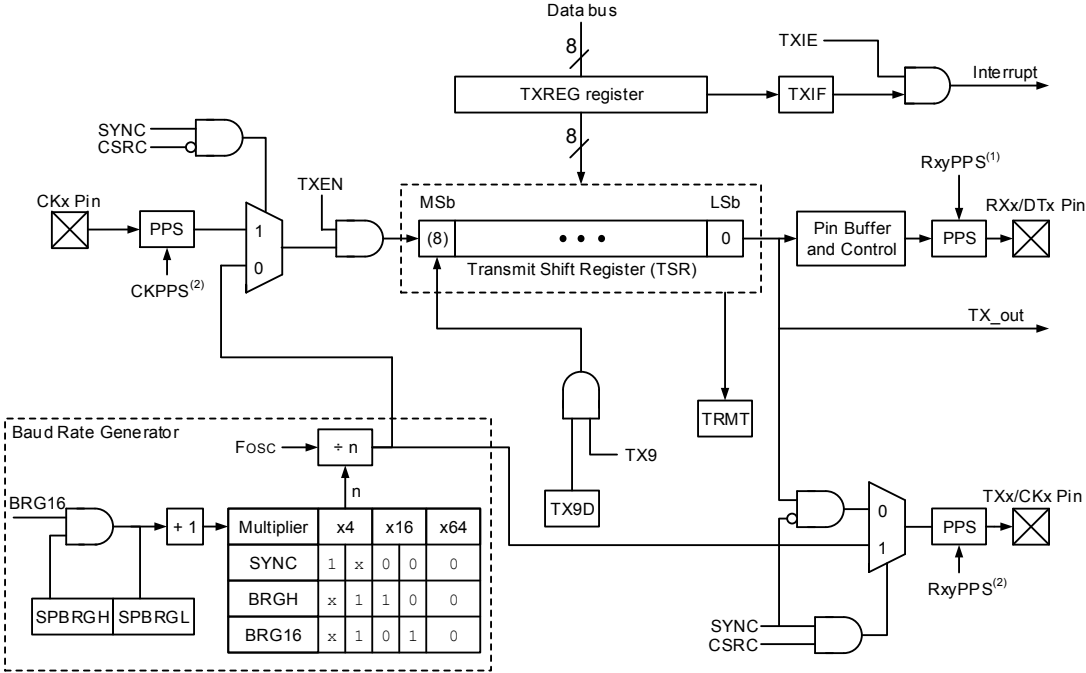 Data bus
8
TXIE
TXREG register
TXIF
Interrupt
SYNC
CSRC
8
RxyPPS(1)
TXEN
MSb
LSb
CKx Pin
RXx/DTx Pin
PPS
1
(8)
• • •
0
Pin Buffer
and Control
PPS
0
Transmit Shift Register (TSR)
CKPPS(2)
TX_out
TRMT
Baud Rate Generator
FOSC
÷ n
TX9
n
TX9D
BRG16
+ 1
Multiplier x4 x16 x64
SYNC 1 x 0 0 0
BRGH x 1 1 0 0
BRG16 x 1 0 1 0
SPBRGH SPBRGL
TXx/CKx Pin
0
PPS
1
RxyPPS(2)
SYNC
CSRC